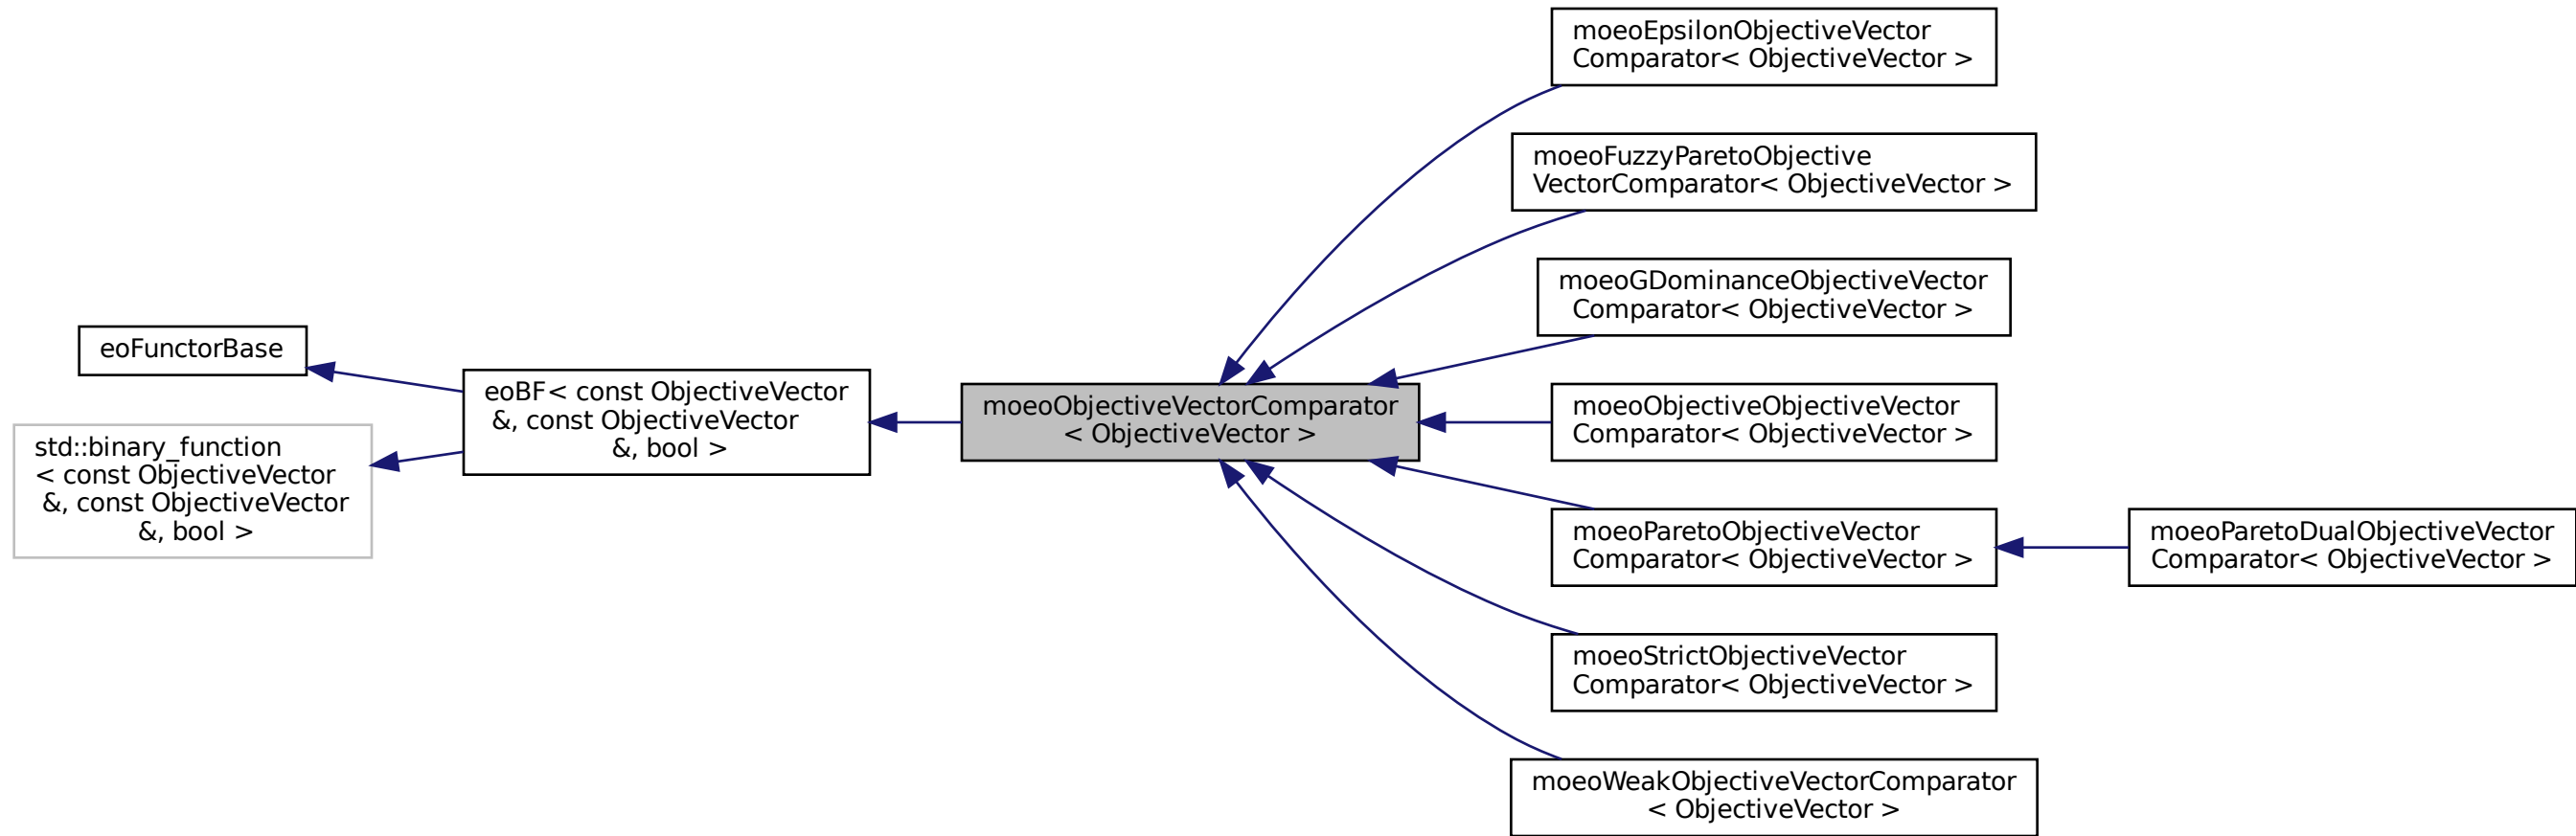 eoFunctorBase
std::binary_function
< const ObjectiveVector
&, const ObjectiveVector
&, bool >
eoBF< const ObjectiveVector
&, const ObjectiveVector
&, bool >
moeoObjectiveVectorComparator
< ObjectiveVector >
moeoEpsilonObjectiveVector
Comparator< ObjectiveVector >
moeoFuzzyParetoObjective
VectorComparator< ObjectiveVector >
moeoGDominanceObjectiveVector
Comparator< ObjectiveVector >
moeoObjectiveObjectiveVector
Comparator< ObjectiveVector >
moeoParetoObjectiveVector
Comparator< ObjectiveVector >
moeoParetoDualObjectiveVector
Comparator< ObjectiveVector >
moeoStrictObjectiveVector
Comparator< ObjectiveVector >
moeoWeakObjectiveVectorComparator
< ObjectiveVector >